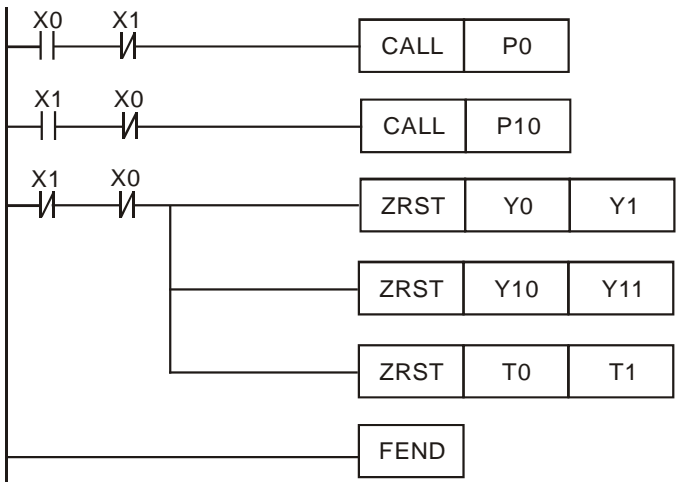 X0 X1
CALL P0
X1 X0
CALL P10
X1 X0
ZRST Y0 Y1
ZRST Y10 Y11
ZRST T0 T1
FEND